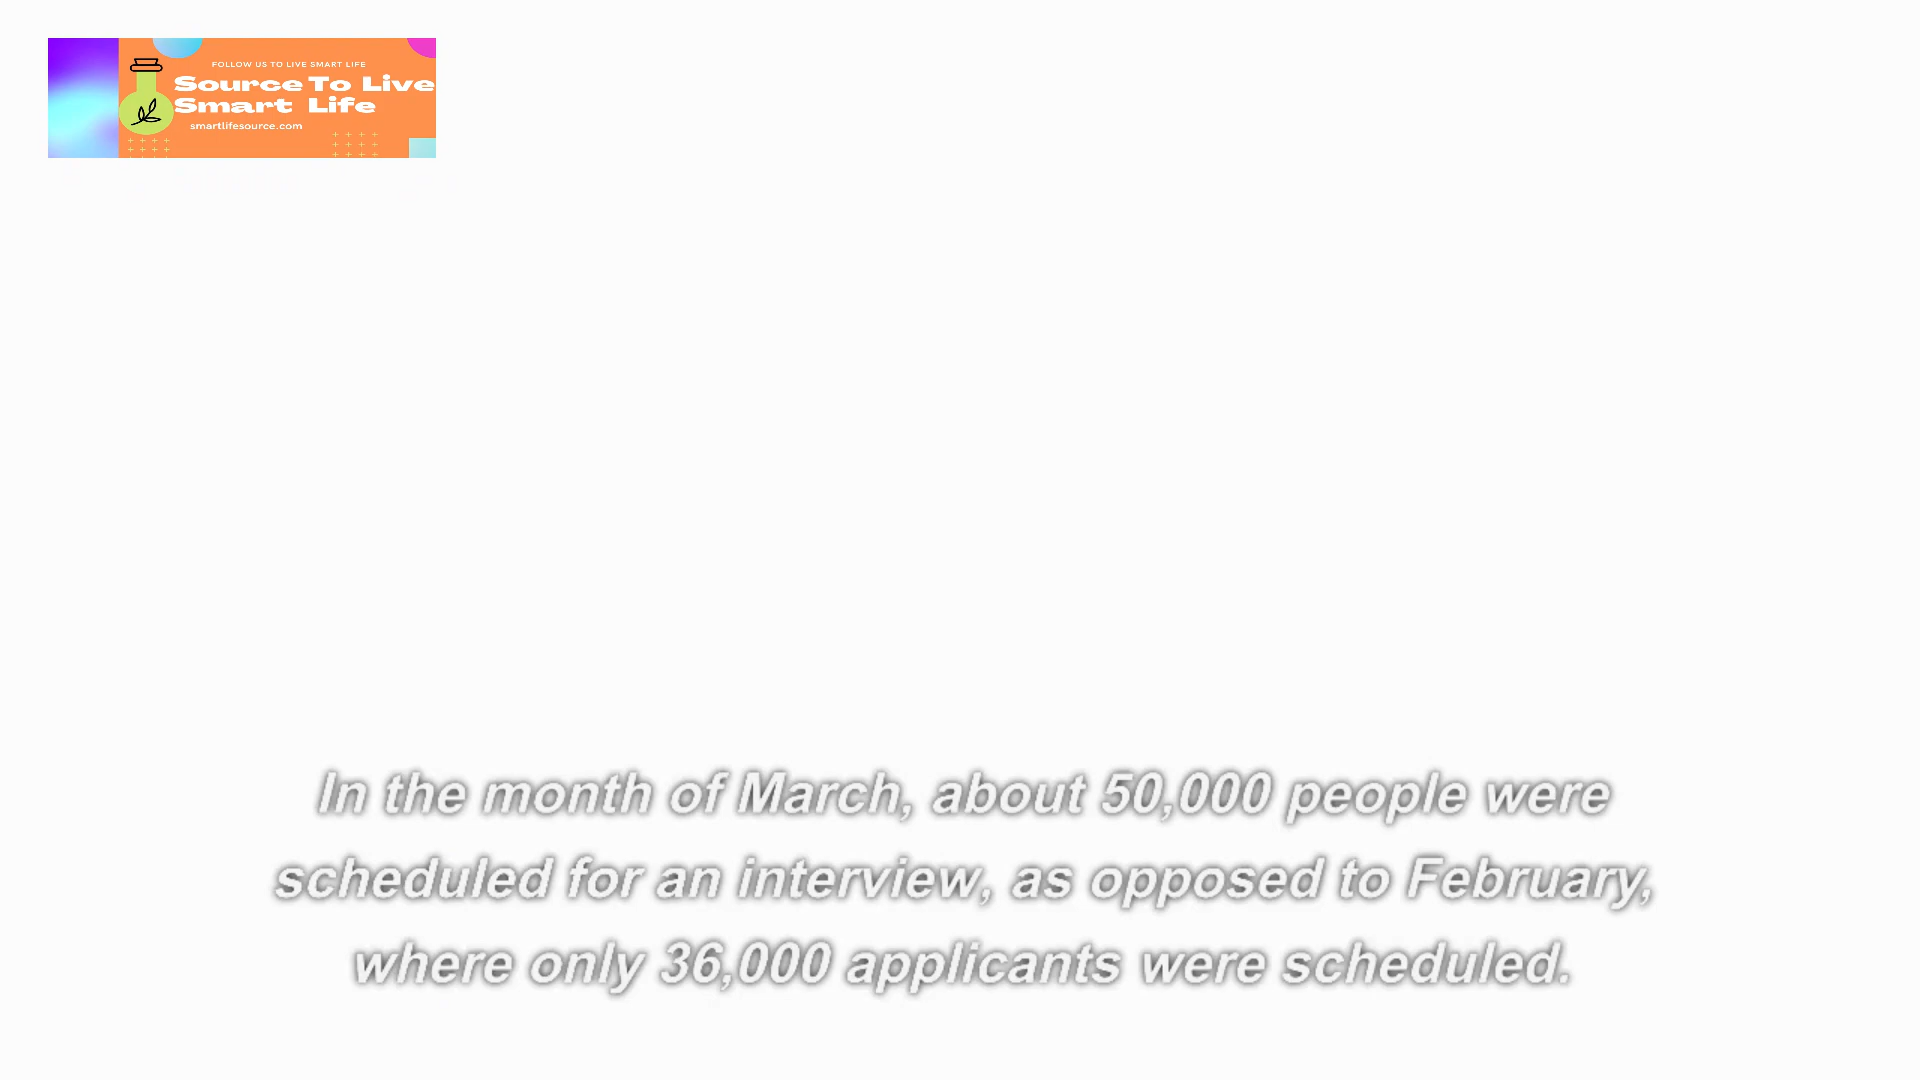 FOLLOW US TO LIVE SMART LIFE
Source To Live
Smart Life
smartlifesource.com
In the month of March, about 50,000 people were
scheduled for an interview, as opposed to February,
where only 36,000 applicants were scheduled.